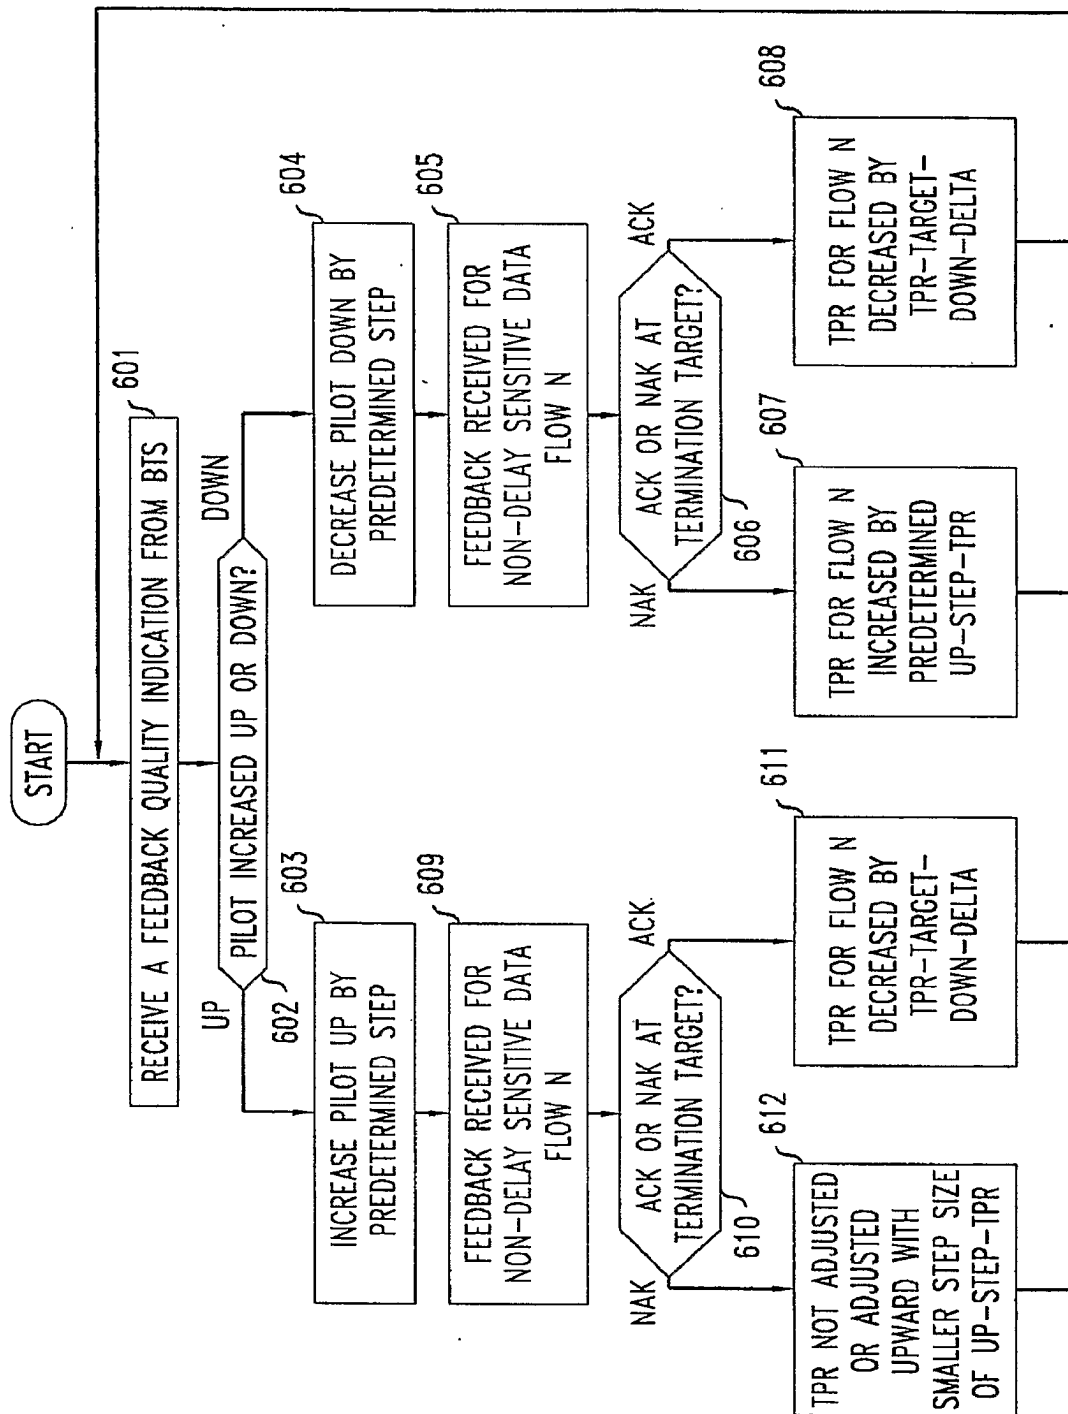 START
601
RECEIVE A FEEDBACK QUALITY INDICATION FROM BTS
PILOT INCREASED UP OR DOWN?
602
UP
DOWN
603
INCREASE PILOT UP BY
PREDETERMINED STEP
604
DECREASE PILOT DOWN BY
PREDETERMINED STEP
609
FEEDBACK RECEIVED FOR
NON-DELAY SENSITIVE DATA
FLOW N
605
FEEDBACK RECEIVED FOR
NON-DELAY SENSITIVE DATA
FLOW N
ACK OR NAK AT
TERMINATION TARGET?
610
NAK
ACK.
ACK OR NAK AT
TERMINATION TARGET?
606
NAK
ACK
612
TPR NOT ADJUSTED
OR ADJUSTED
UPWARD WITH
SMALLER STEP SIZE
OF UP-STEP-TPR
611
TPR FOR FLOW N
DECREASED BY
TPR-TARGET-
DOWN-DELTA
607
TPR FOR FLOW N
INCREASED BY
PREDETERMINED
UP-STEP-TPR
608
TPR FOR FLOW N
DECREASED BY
TPR-TARGET-
DOWN-DELTA